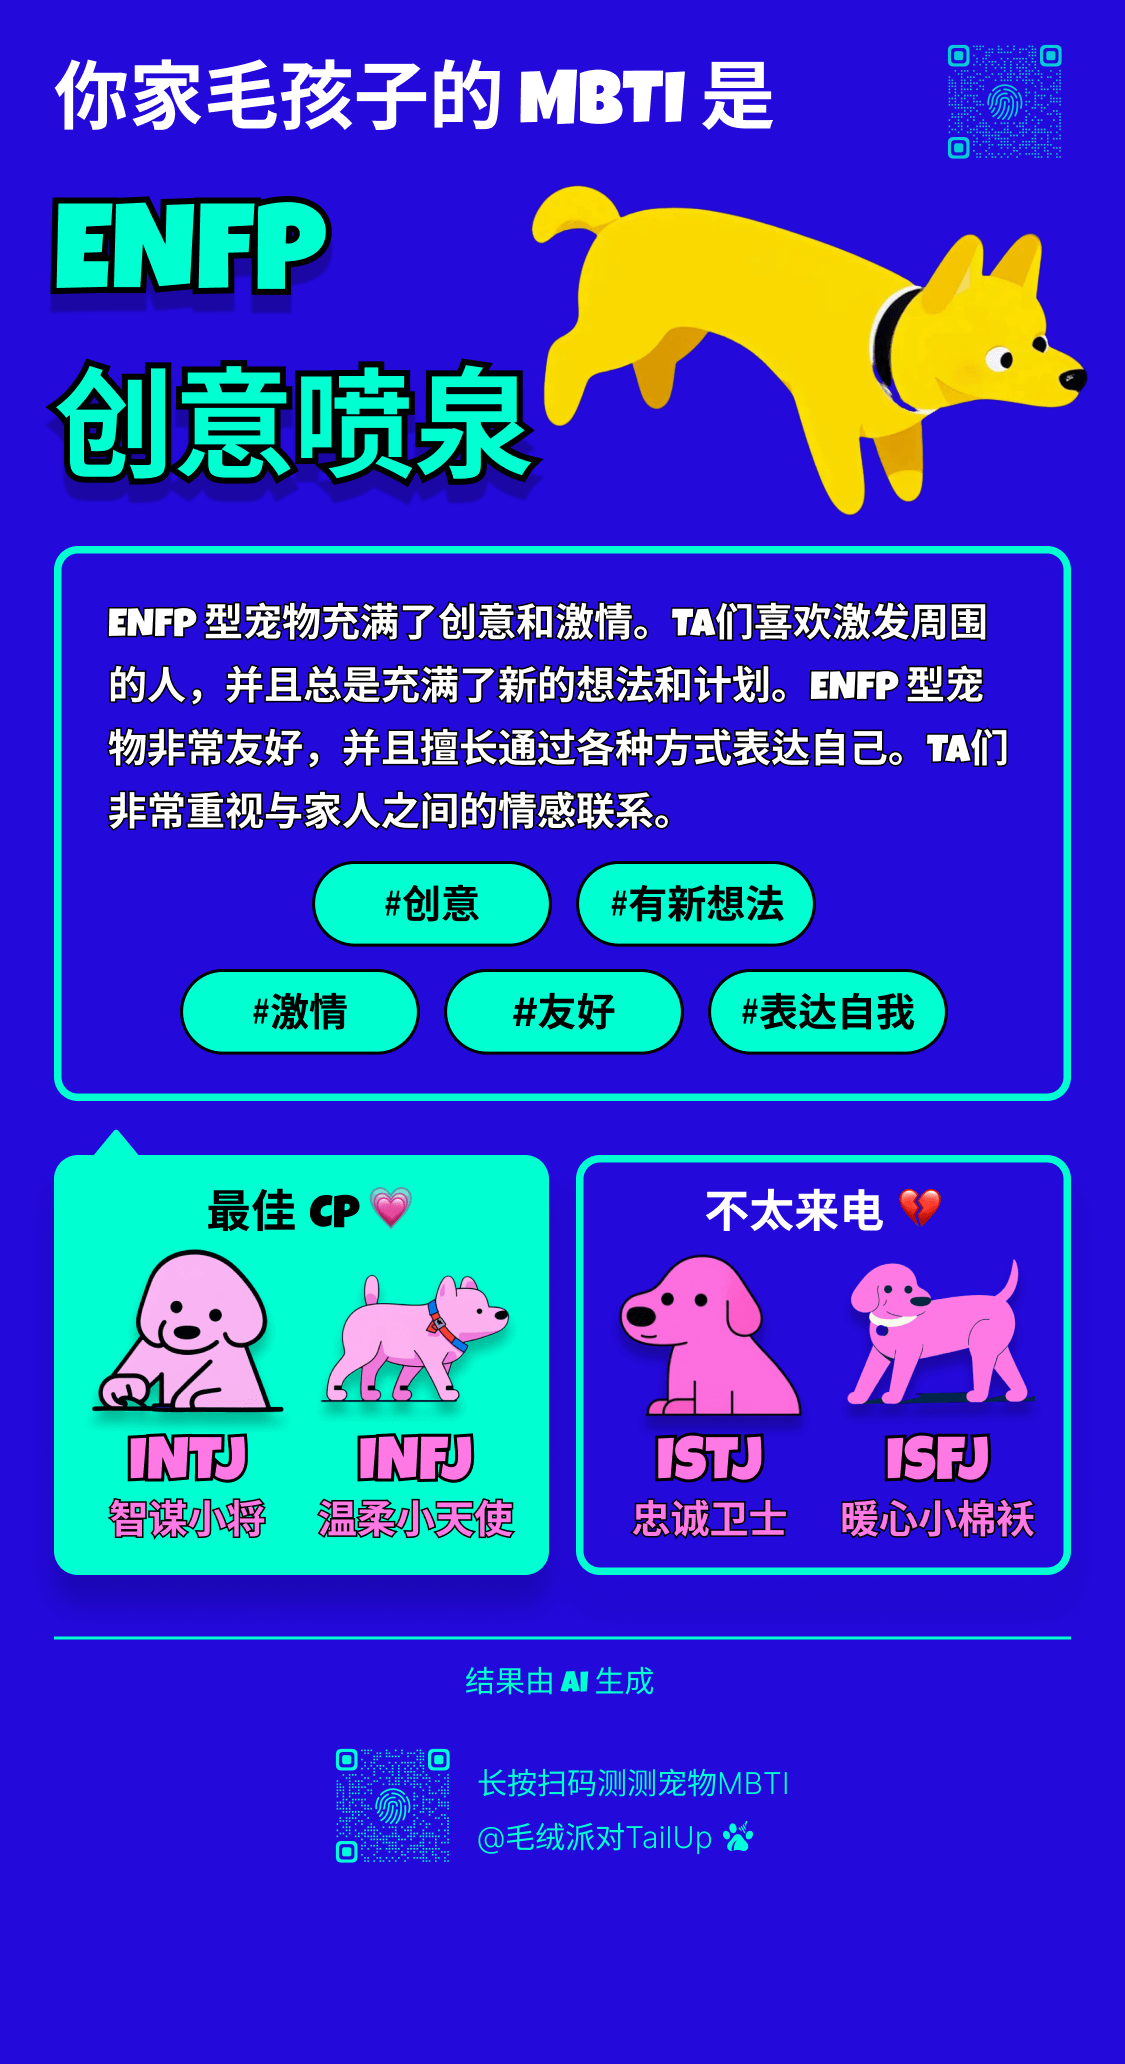 你家毛孩子的 MBTI 是
ENFP
创意喷泉
ENFP 型宠物充满了创意和激情。TA们喜欢激发周围
的人，并且总是充满了新的想法和计划。ENFP 型宠
物非常友好，并且擅长通过各种方式表达自己。TA们
非常重视与家人之间的情感联系。
#创意 #有新想法
#激情 #友好 #表达自我
最佳 CP
INTJ INFJ
智谋小将 温柔小天使
不太来电
ISTJ ISFJ
忠诚卫士 暖心小棉袄
结果由 AI 生成
长按扫码测测宠物MBTI
@毛绒派对TailUp